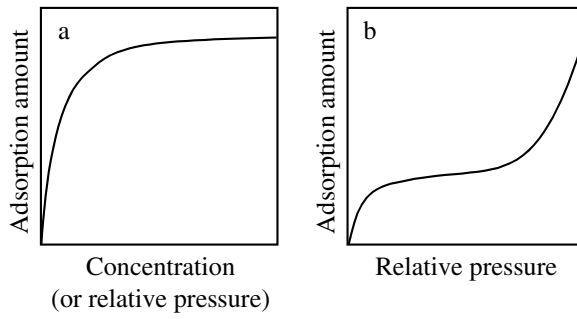 a
Adsorption amount
Concentration
(or relative pressure)
b
Adsorption amount
Relative pressure